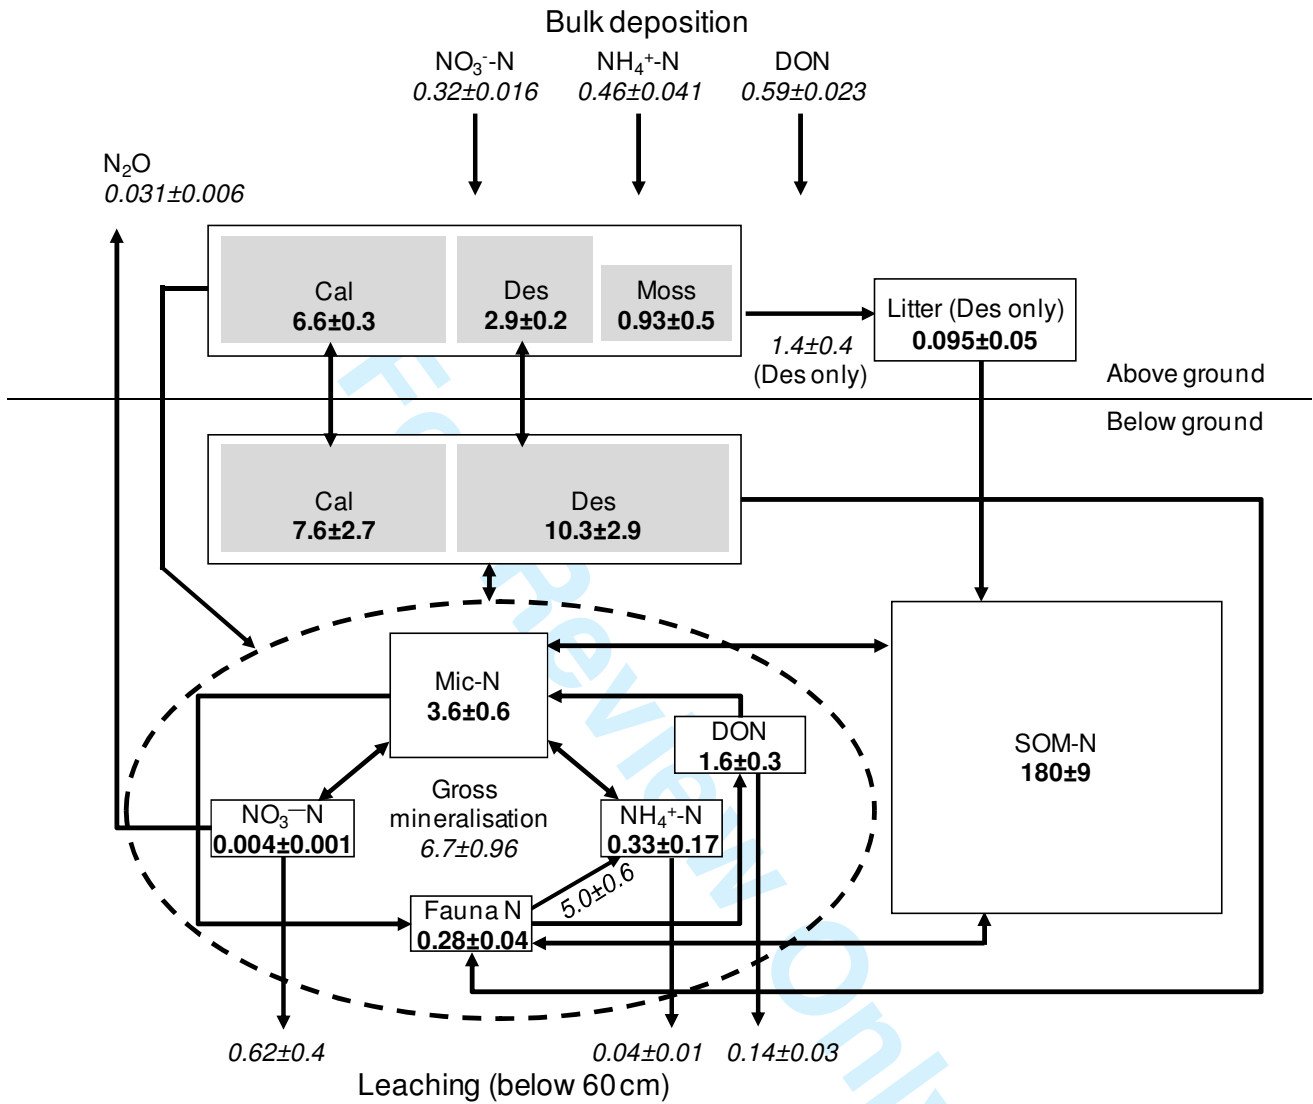 Bulk deposition
NO₃⁻-N NH₄⁺-N DON
0.32±0.016 0.46±0.041 0.59±0.023
N₂O
0.031±0.006
Cal Des Moss
6.6±0.3 2.9±0.2 0.93±0.5
Litter (Des only)
0.095±0.05
1.4±0.4
(Des only)
Above ground
Below ground
Cal Des
7.6±2.7 10.3±2.9
Mic-N
3.6±0.6
DON
1.6±0.3
SOM-N
180±9
Gross
mineralisation
6.7±0.96
NO₃⁻–N NH₄⁺-N
0.004±0.001 0.33±0.17
5.0±0.6
Fauna N
0.28±0.04
0.62±0.4 0.04±0.01 0.14±0.03
Leaching (below 60 cm)
For Review Only